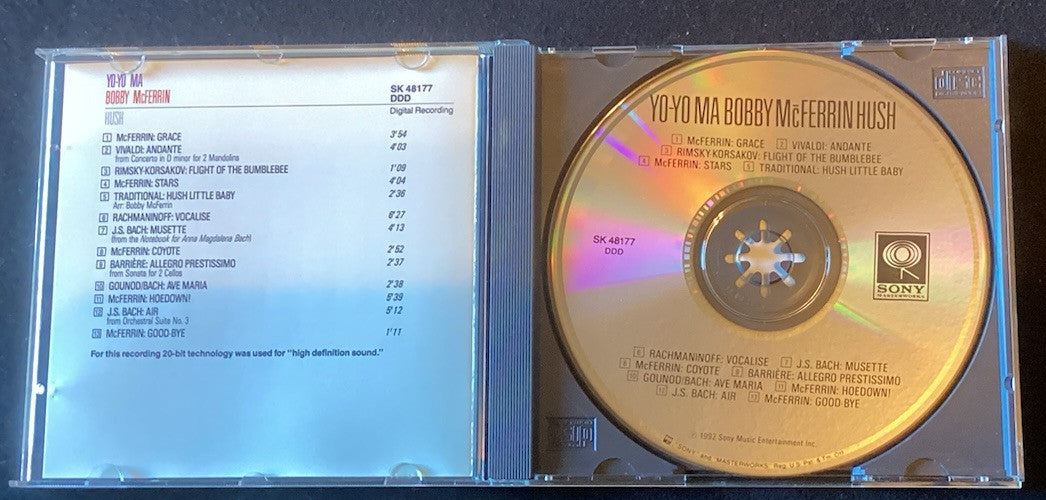 YO-YO MA
BOBBY McFERRIN
HUSH
SK 48177
DDD
Digital Recording
1 McFERRIN: GRACE 3'54
2 VIVALDI: ANDANTE 4'03
from Concerto in D minor for 2 Mandolins
3 RIMSKY-KORSAKOV: FLIGHT OF THE BUMBLEBEE 1'09
4 McFERRIN: STARS 4'04
5 TRADITIONAL: HUSH LITTLE BABY 2'36
Arr: Bobby McFerrin
6 RACHMANINOFF: VOCALISE 6'27
7 J.S. BACH: MUSETTE 4'13
(from the Notebook for Anna Magdalena Bach)
8 McFERRIN: COYOTE 2'52
9 BARRIÈRE: ALLEGRO PRESTISSIMO 2'37
from Sonata for 2 Cellos
10 GOUNOD/BACH: AVE MARIA 2'38
11 McFERRIN: HOEDOWN! 6'39
12 J.S. BACH: AIR 5'12
from Orchestral Suite No. 3
13 McFERRIN: GOOD-BYE 1'11
For this recording 20-bit technology was used for "high definition sound."
YO-YO MA BOBBY McFERRIN HUSH
1 McFERRIN: GRACE 2 VIVALDI: ANDANTE
3 RIMSKY-KORSAKOV: FLIGHT OF THE BUMBLEBEE
4 McFERRIN: STARS 5 TRADITIONAL: HUSH LITTLE BABY
SK 48177
DDD
SONY
MASTERWORKS
6 RACHMANINOFF: VOCALISE 7 J.S. BACH: MUSETTE
8 McFERRIN: COYOTE 9 BARRIÈRE: ALLEGRO PRESTISSIMO
10 GOUNOD/BACH: AVE MARIA 11 McFERRIN: HOEDOWN!
12 J.S. BACH: AIR 13 McFERRIN: GOOD-BYE
© 1992 Sony Music Entertainment Inc.
"SONY" and "MASTERWORKS" Reg. U.S. Pat. & Tm. Off.